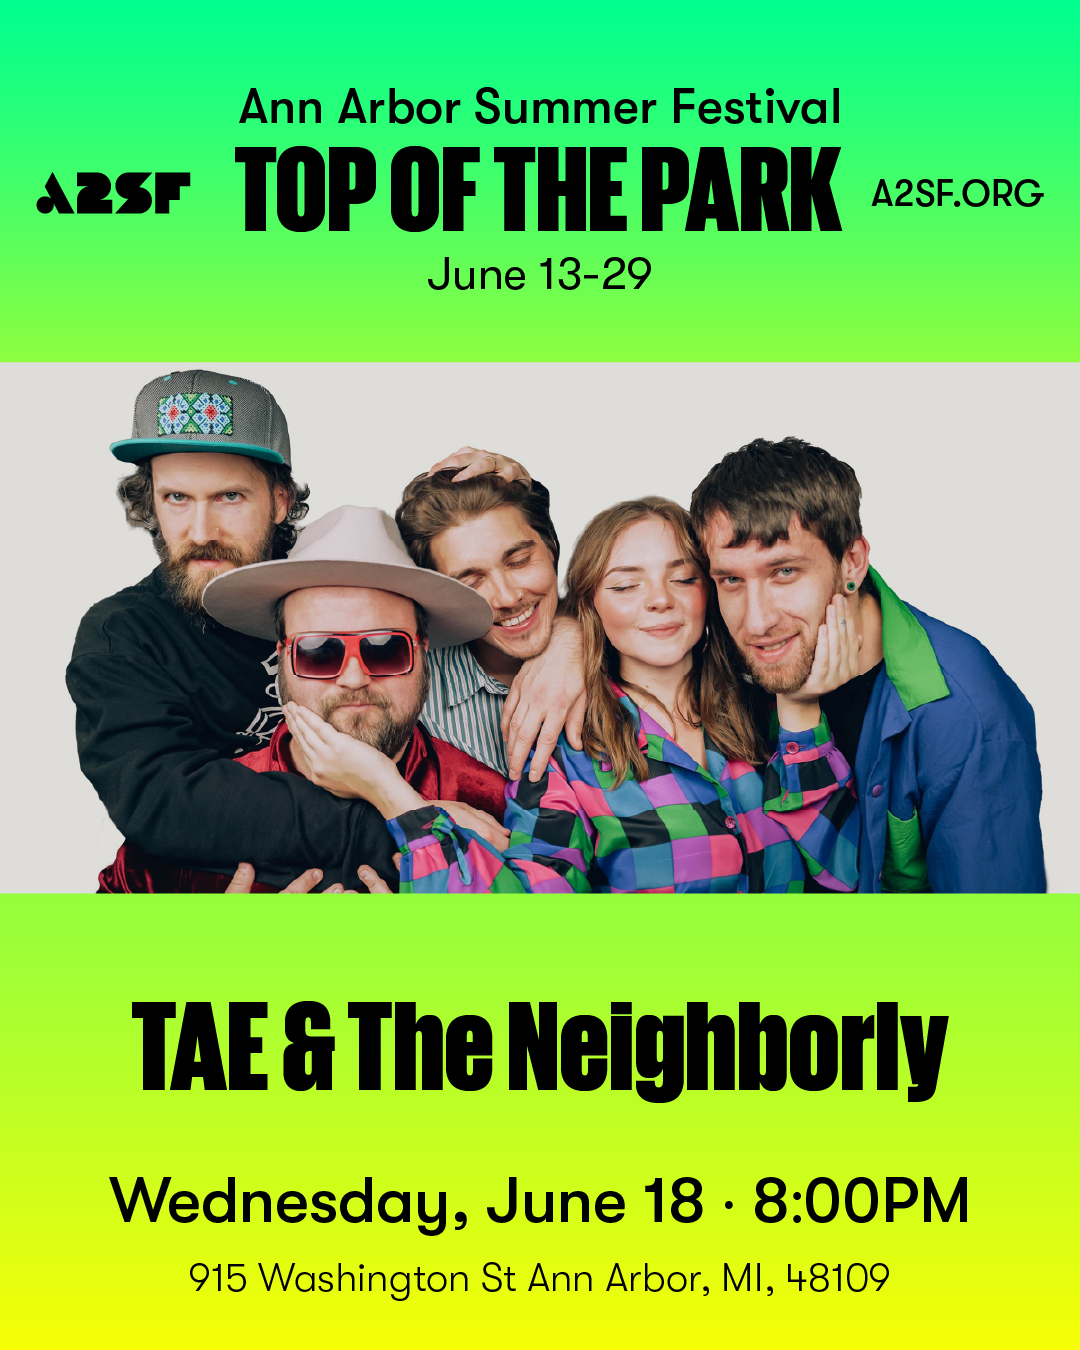 Ann Arbor Summer Festival
A2SF
TOP OF THE PARK
A2SF.ORG
June 13-29
TAE & The Neighborly
Wednesday, June 18 · 8:00PM
915 Washington St Ann Arbor, MI, 48109